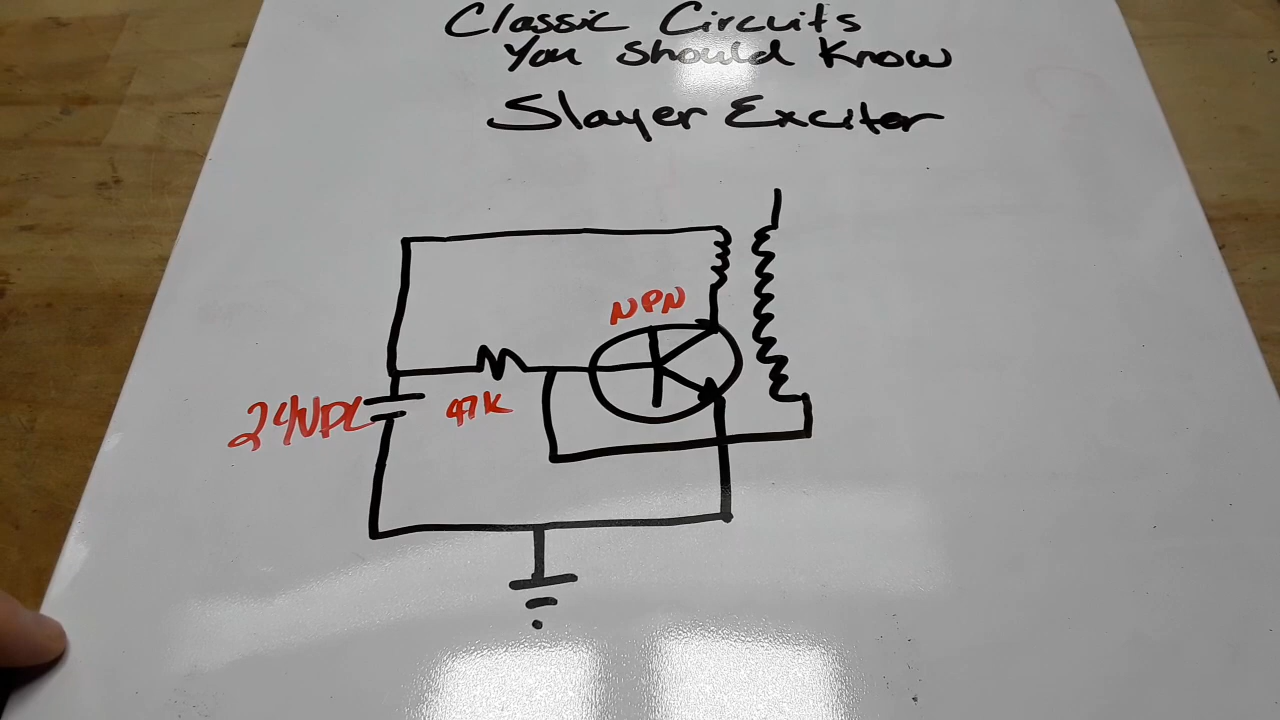 Classic Circuits
You Should Know
Slayer Exciter
NPN
24VDC
47K